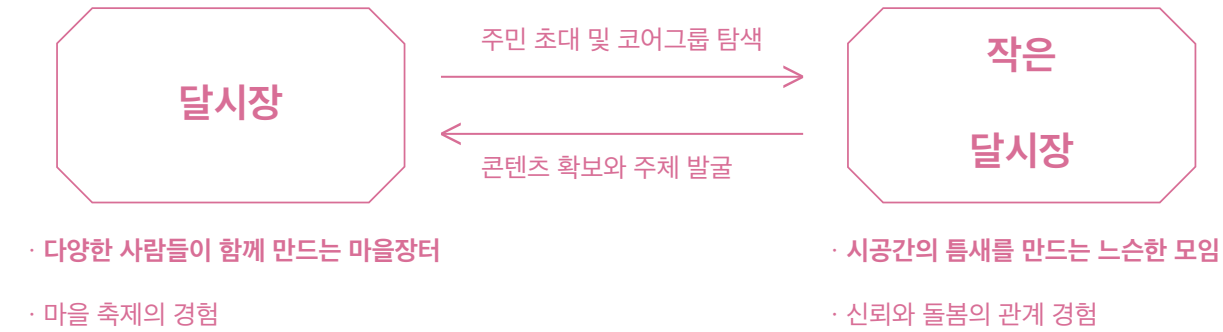 달시장
주민 초대 및 코어그룹 탐색
콘텐츠 확보와 주체 발굴
작은
달시장
· 다양한 사람들이 함께 만드는 마을장터
· 마을 축제의 경험
· 시공간의 틈새를 만드는 느슨한 모임
· 신뢰와 돌봄의 관계 경험